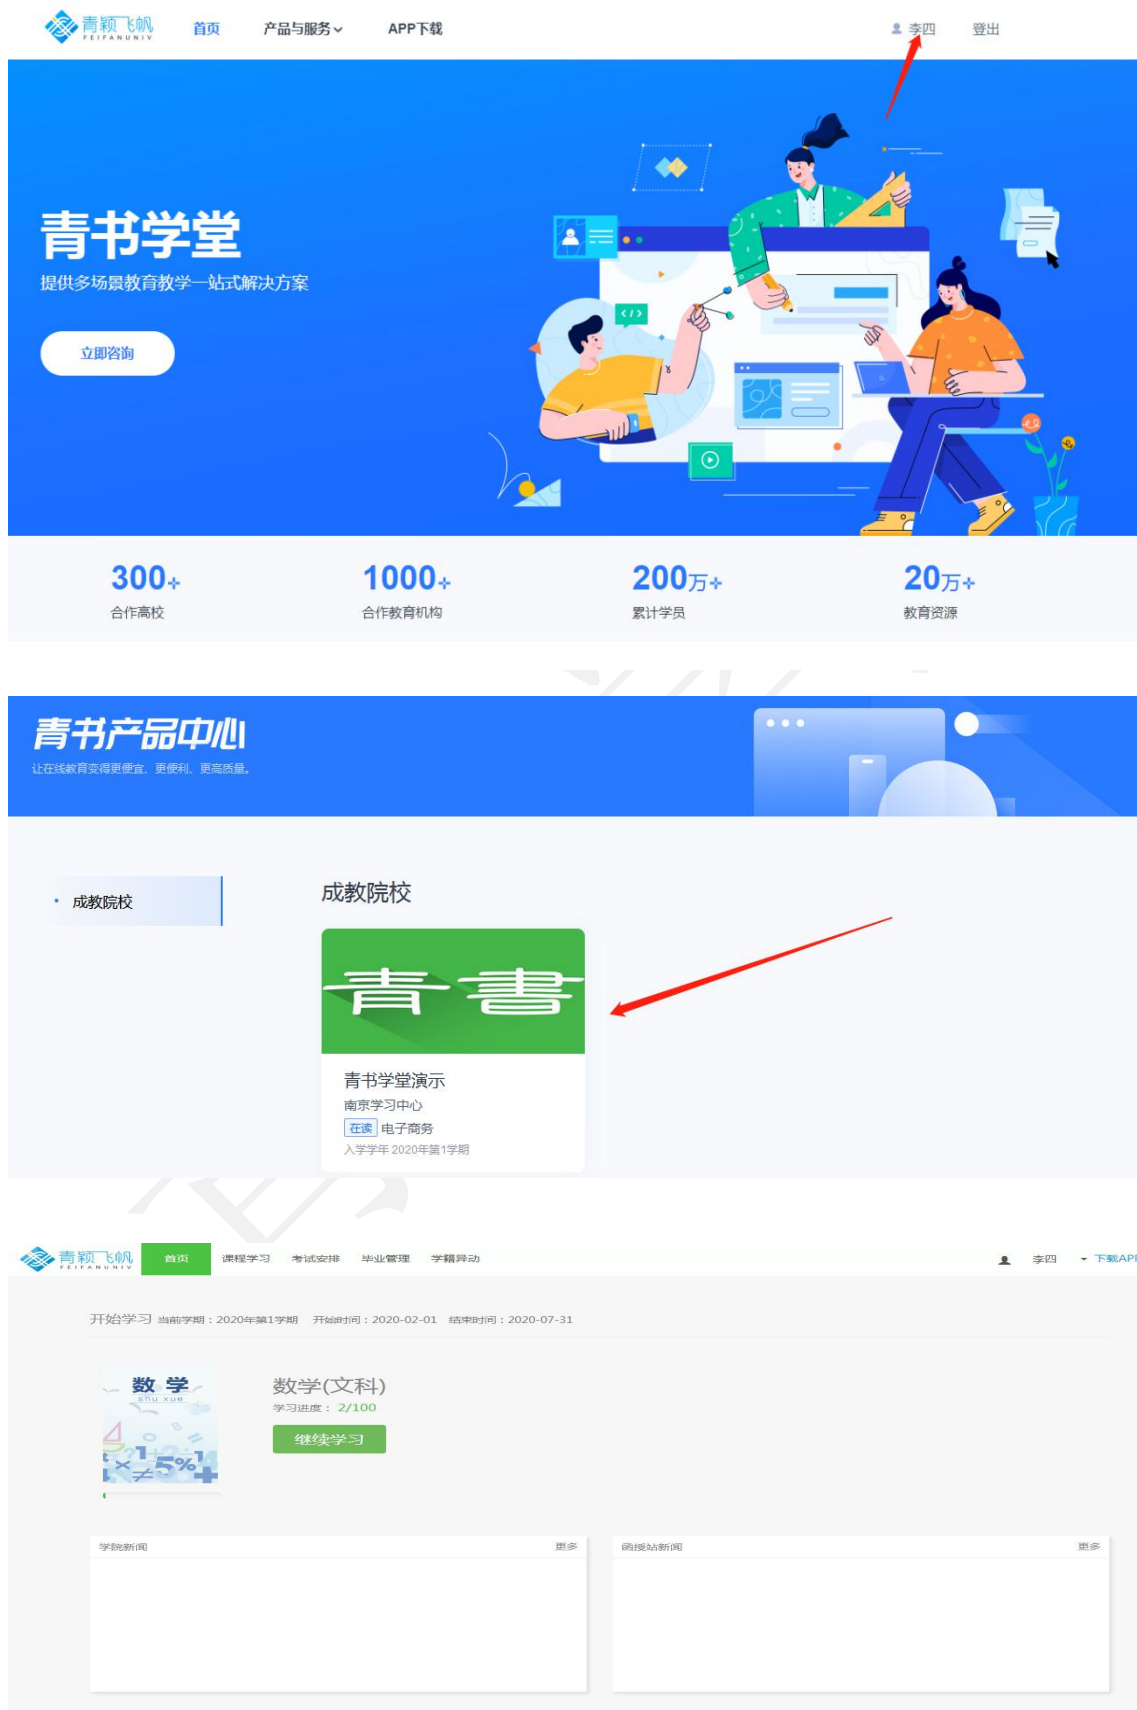 青颖飞帆
FEIFANUNIV
首页
产品与服务
APP下载
李四
登出
青书学堂
提供多场景教育教学一站式解决方案
立即咨询
300+
合作高校
1000+
合作教育机构
200万+
累计学员
20万+
教育资源
青书产品中心
让在线教育变得更便宜、更便利、更高质量。
• 成教院校
成教院校
青書
青书学堂演示
南京学习中心
在读 电子商务
入学学年 2020年第1学期
青颖飞帆
FEIFANUNIV
首页
课程学习
考试安排
毕业管理
学籍异动
李四
下载APP
开始学习 当前学期：2020年第1学期 开始时间：2020-02-01 结束时间：2020-07-31
数学
shu xue
数学(文科)
学习进度： 2/100
继续学习
学院新闻
更多
函授站新闻
更多